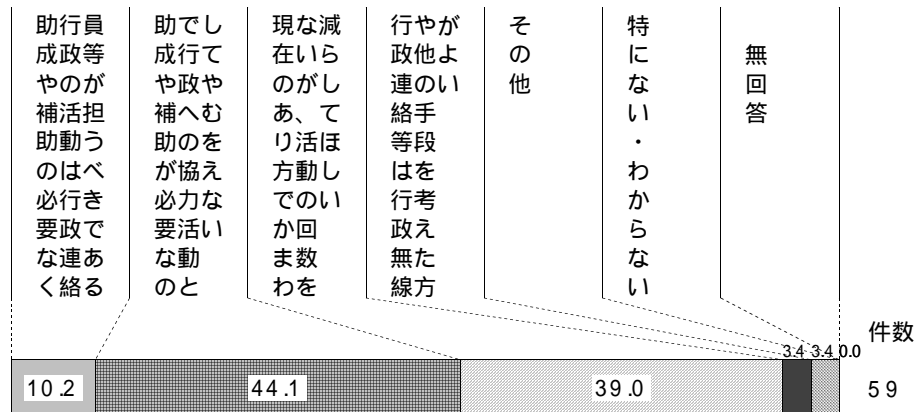 助成や補助の必要なく
行政の活動は行政連絡
員等が担うべきである
助成や補助が必要なの
で行政への協力活動と
してやむをえない
現在のあり方でかまわ
ないが、活動の回数を
減らしてほしい
行政連絡等は行政無線
や他の手段を考えた方
がよい
その他
特にない・わからない
無回答
件数
3.4 3.4 0.0
10.2 44.1 39.0 59